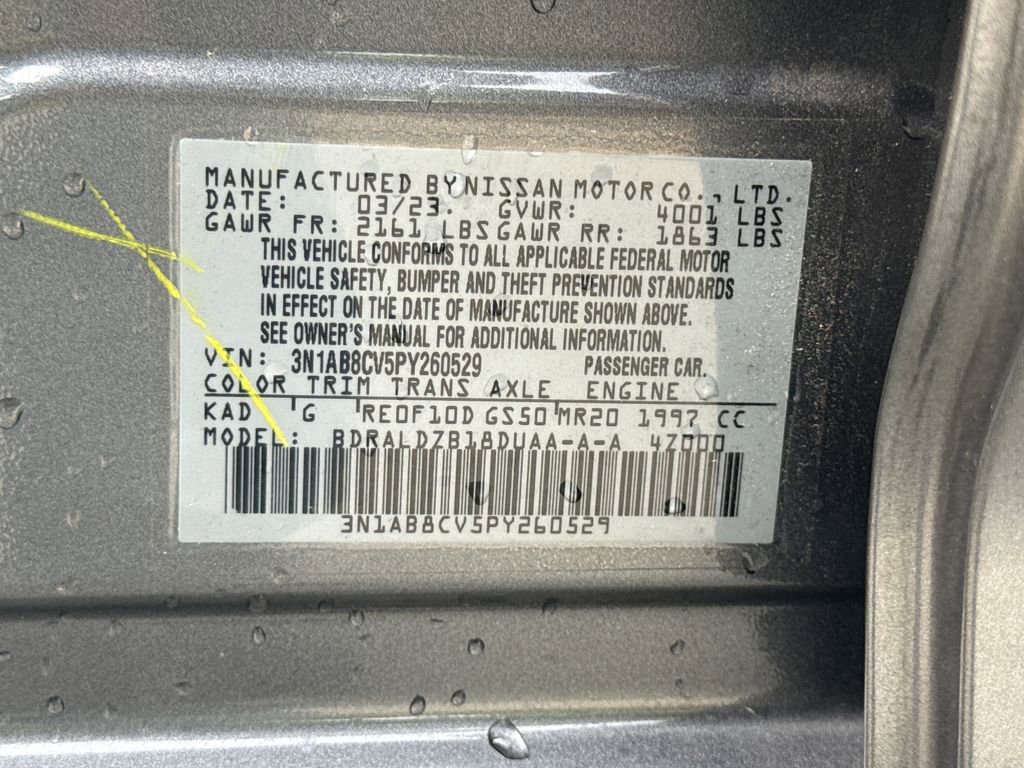 MANUFACTURED BY NISSAN MOTOR CO., LTD.
DATE: 03/23. GVWR: 4001 LBS
GAWR FR: 2161 LBS GAWR RR: 1863 LBS
THIS VEHICLE CONFORMS TO ALL APPLICABLE FEDERAL MOTOR
VEHICLE SAFETY, BUMPER AND THEFT PREVENTION STANDARDS
IN EFFECT ON THE DATE OF MANUFACTURE SHOWN ABOVE.
SEE OWNER'S MANUAL FOR ADDITIONAL INFORMATION.
VIN: 3N1AB8CV5PY260529 PASSENGER CAR.
COLOR TRIM TRANS AXLE ENGINE
KAD G RE0F10D GS50 MR20 1997 CC
MODEL: BDRALDZB18DUAA-A-A 4Z000
3N1AB8CV5PY260529